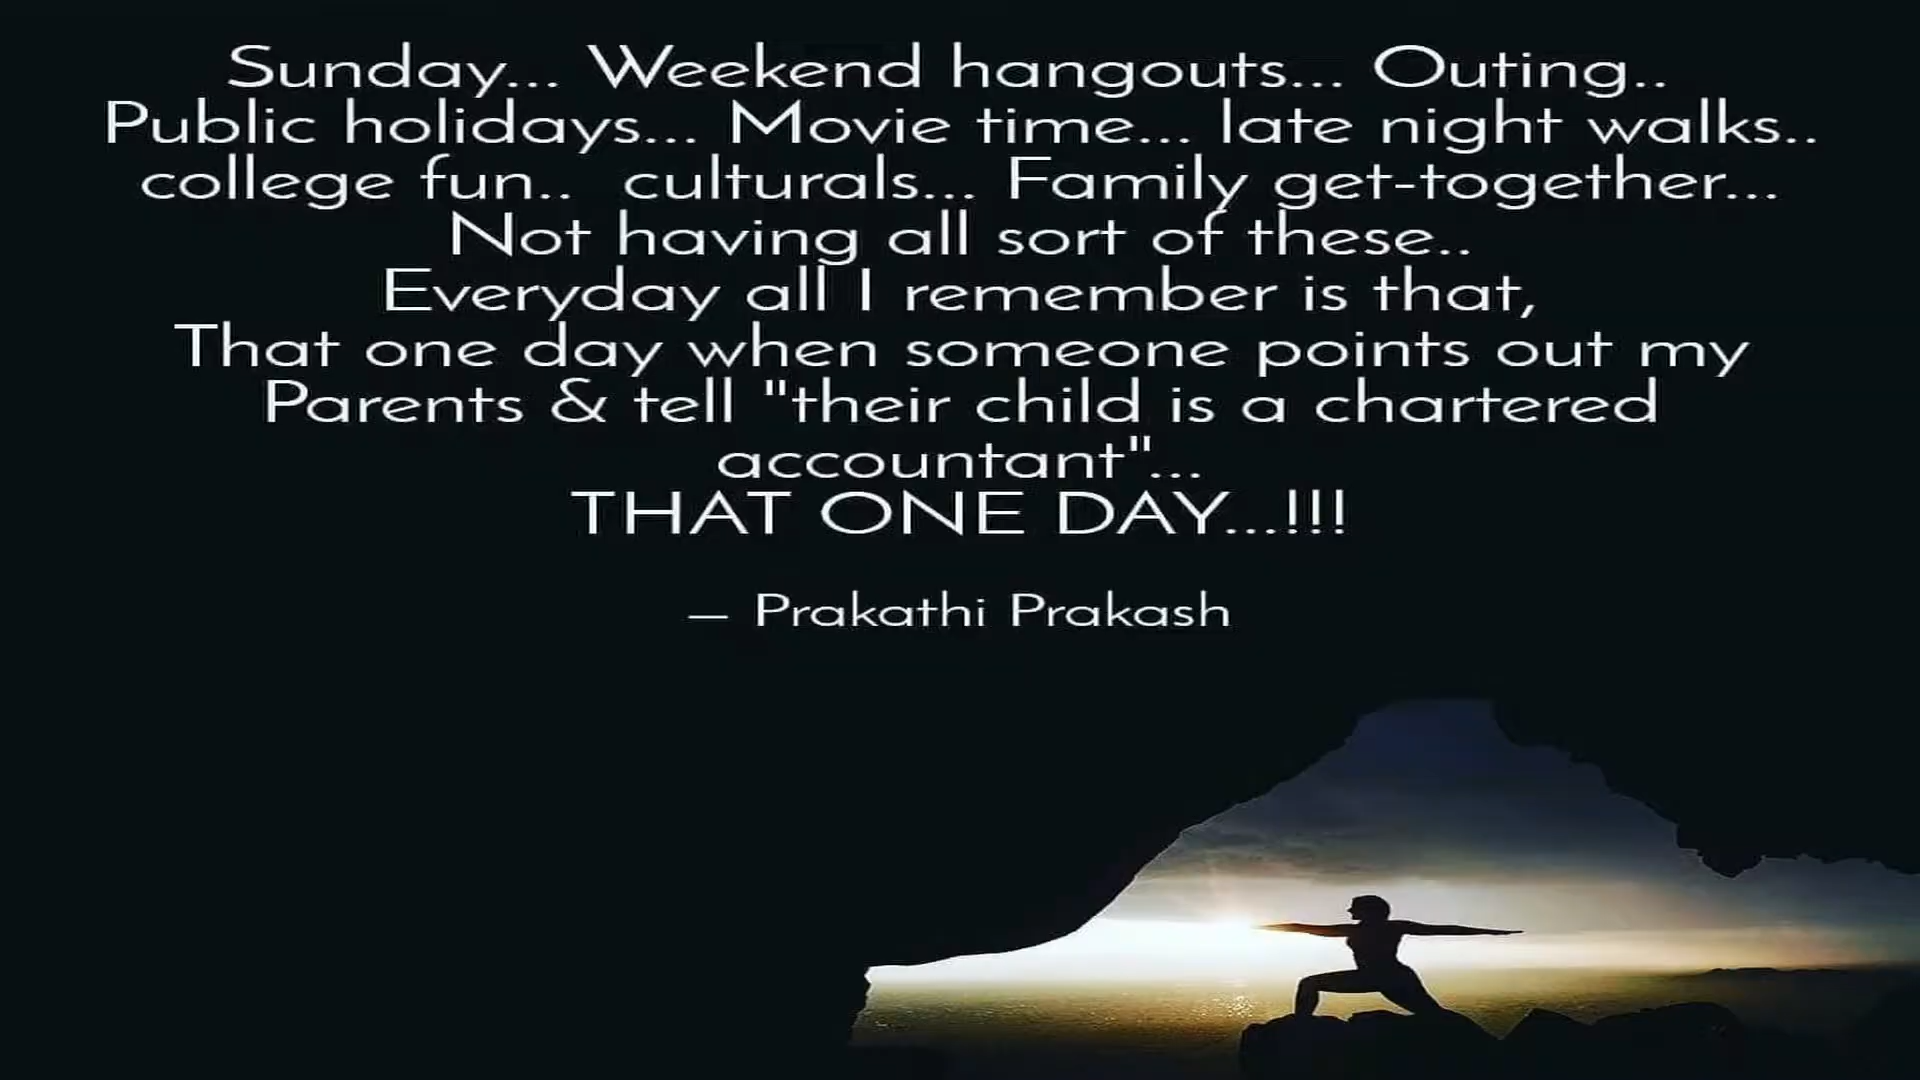 Sunday... Weekend hangouts... Outing..
Public holidays... Movie time... late night walks..
college fun..  culturals... Family get-together...
Not having all sort of these..
Everyday all I remember is that,
That one day when someone points out my
Parents & tell "their child is a chartered
accountant"...
THAT ONE DAY...!!!
— Prakathi Prakash